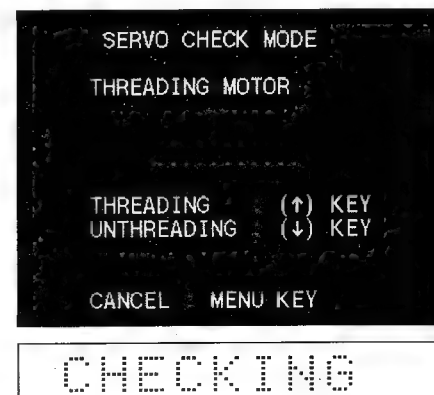 SERVO CHECK MODE
THREADING MOTOR
THREADING (↑) KEY
UNTHREADING (↓) KEY
CANCEL MENU KEY
CHECKING